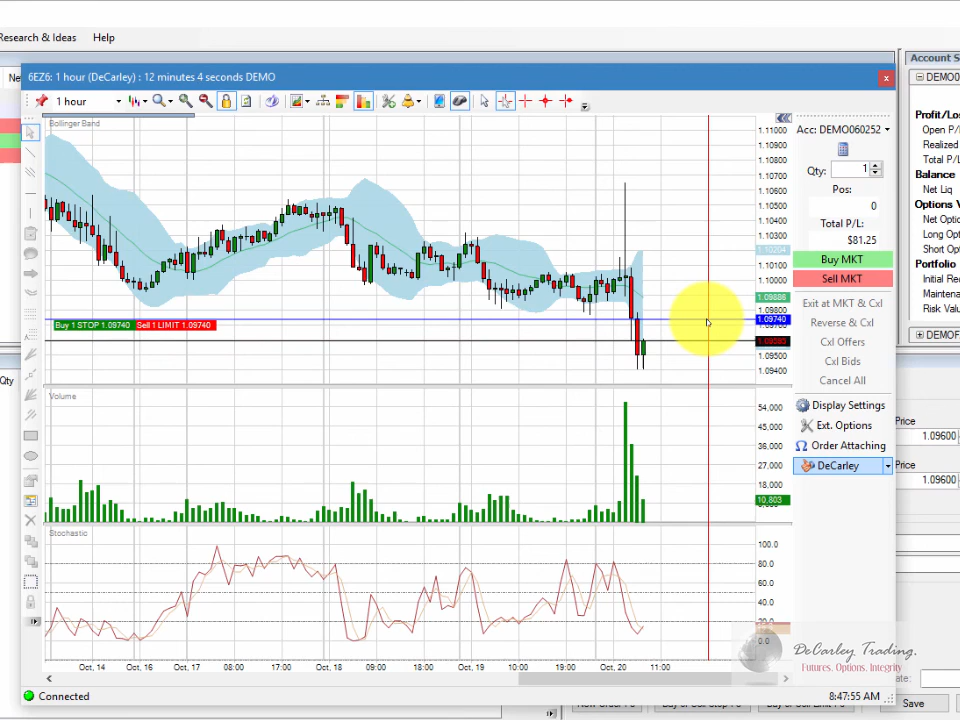 Research & Ideas Help
6EZ6: 1 hour (DeCarley) : 12 minutes 4 seconds DEMO
1 hour
Bollinger Band
1.11000
1.10900
1.10800
1.10700
1.10600
1.10500
1.10400
1.10300
1.10100
1.10000
1.09886
1.09800
1.09740
1.09500
1.09400
Buy 1 STOP 1.09740 Sell 1 LIMIT 1.09740
Volume
54,000
45,000
36,000
27,000
18,000
10,803
Stochastic
100.0
80.0
60.0
40.0
20.0
0.0
Oct, 14 Oct, 16 Oct, 17 08:00 17:00 Oct, 18 09:00 18:00 Oct, 19 10:00 19:00 Oct, 20 11:00
Connected
8:47:55 AM
Acc: DEMO060252
Qty: 1
Pos:
0
Total P/L:
$81.25
Buy MKT
Sell MKT
Exit at MKT & Cxl
Reverse & Cxl
Cxl Offers
Cxl Bids
Cancel All
Display Settings
Ext. Options
Order Attaching
DeCarley
Account S
DEMO0
Profit/Los
Open P/
Realized
Total P/L
Balance
Net Liq
Options V
Net Optio
Long Opt
Short Opt
Portfolio
Initial Re
Maintena
Risk Valu
DEMOF
Price
1.09600
Price
1.09600
Ne
Qty
DeCarley Trading.
Futures. Options. Integrity
ate:
Save